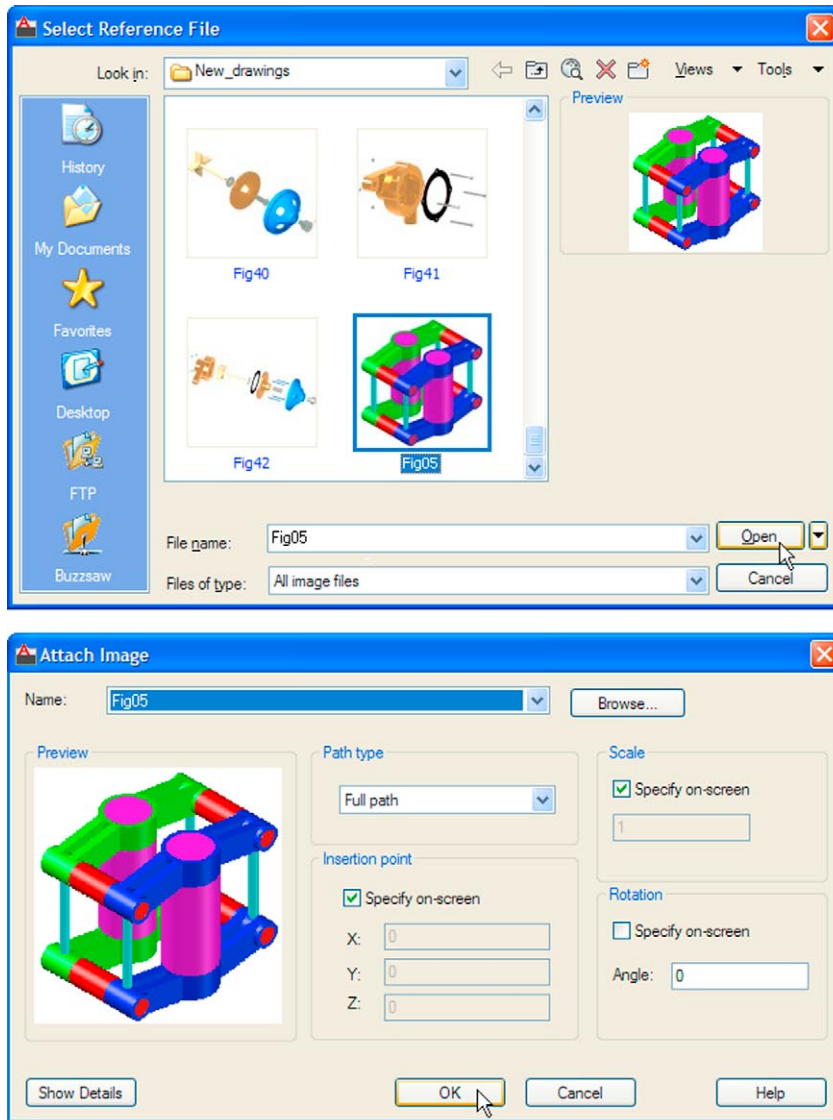 Select Reference File
Look in: New_drawings Views Tools
History
My Documents
Favorites
Desktop
FTP
Buzzsaw
Fig40 Fig41
Fig42 Fig05
Preview
File name: Fig05 Open
Files of type: All image files Cancel
Attach Image
Name: Fig05 Browse...
Preview
Path type
Full path
Insertion point
Specify on-screen
X: 0
Y: 0
Z: 0
Scale
Specify on-screen
1
Rotation
Specify on-screen
Angle: 0
Show Details OK Cancel Help